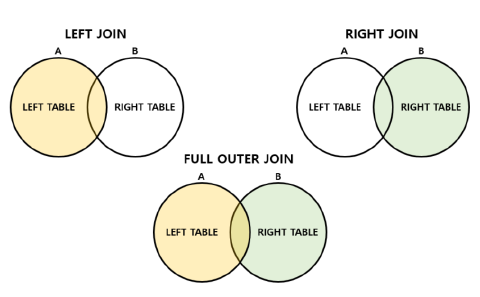 LEFT JOIN
A
B
LEFT TABLE
RIGHT TABLE
RIGHT JOIN
A
B
LEFT TABLE
RIGHT TABLE
FULL OUTER JOIN
A
B
LEFT TABLE
RIGHT TABLE